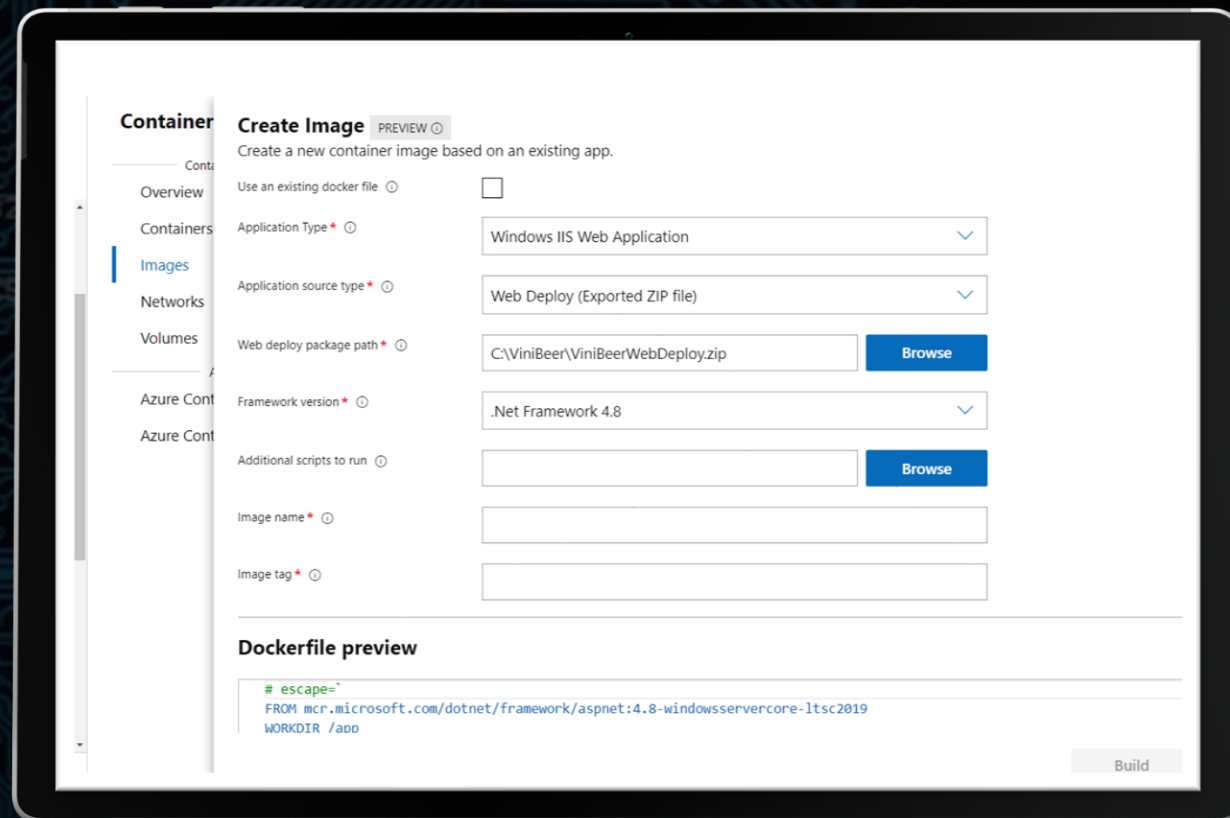 Container
Overview
Containers
Images
Networks
Volumes
Azure
Azure
Create Image PREVIEW
Create a new container image based on an existing app.
Use an existing docker file
Application Type*
Windows IIS Web Application
Application source type*
Web Deploy (Exported ZIP file)
Web deploy package path*
C:\ViniBeer\ViniBeerWebDeploy.zip
Browse
Framework version*
.Net Framework 4.8
Additional scripts to run
Browse
Image name*
Image tag*
Dockerfile preview
# escape=`
FROM mcr.microsoft.com/dotnet/framework/aspnet:4.8-windowsservercore-ltsc2019
WORKDIR /app
Build